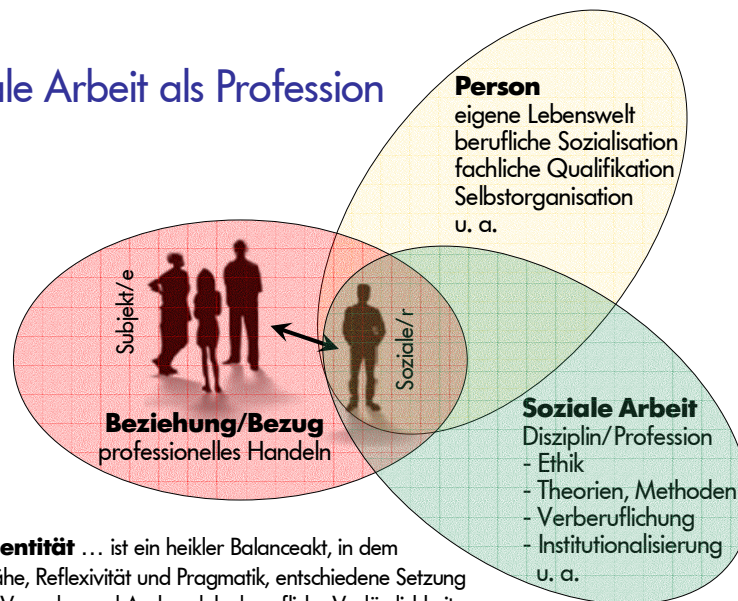 ale Arbeit als Profession
Person
eigene Lebenswelt
berufliche Sozialisation
fachliche Qualifikation
Selbstorganisation
u. a.
Subjekt/e
Soziale/r
Beziehung/Bezug
professionelles Handeln
Soziale Arbeit
Disziplin/Profession
- Ethik
- Theorien, Methoden
- Verberuflichung
- Institutionalisierung
u. a.
entität … ist ein heikler Balanceakt, in dem
ähe, Reflexivität und Pragmatik, entschiedene Setzung